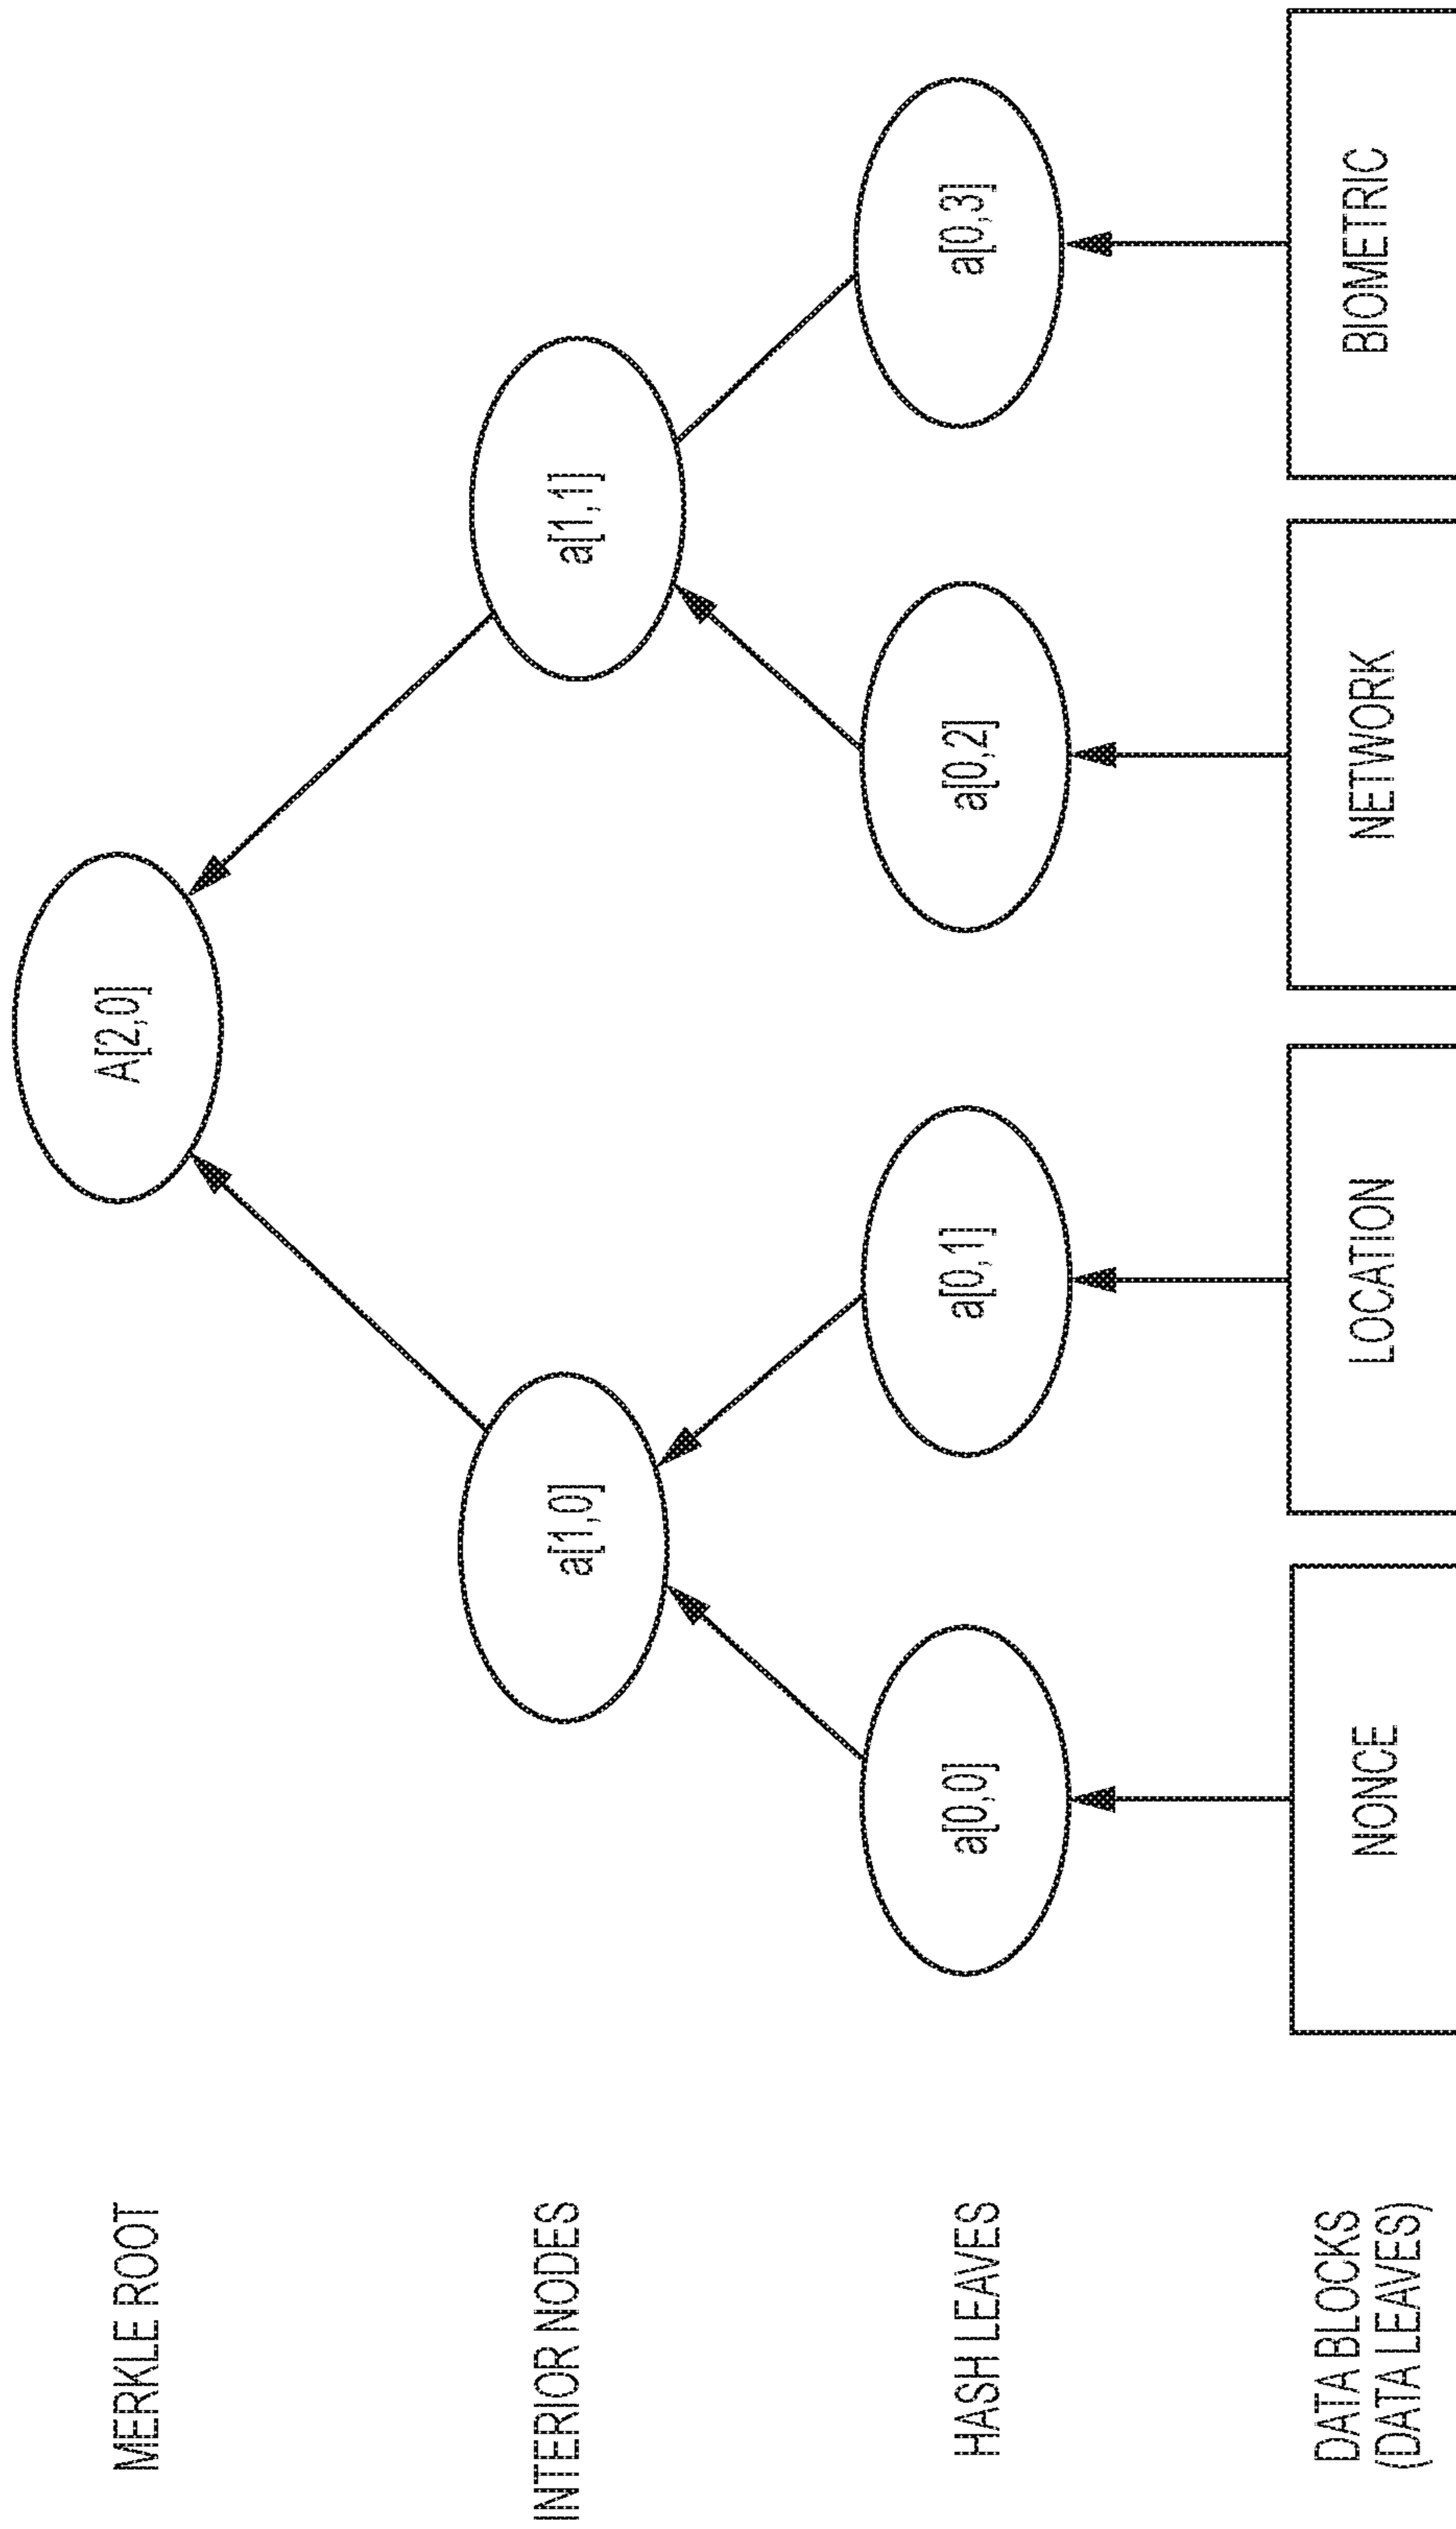 MERKLE ROOT
A[2,0]
INTERIOR NODES
a[1,0]
a[1,1]
HASH LEAVES
a[0,0]
a[0,1]
a[0,2]
a[0,3]
DATA BLOCKS
(DATA LEAVES)
NONCE
LOCATION
NETWORK
BIOMETRIC